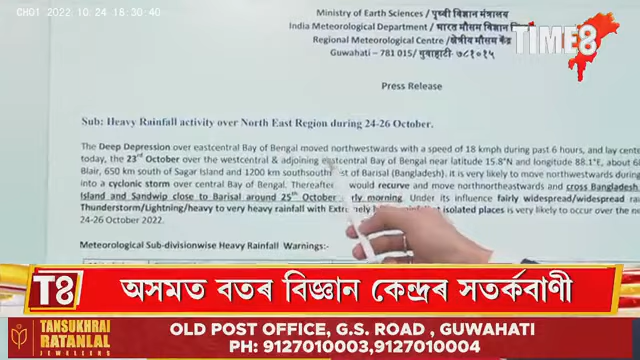 CH01 2022 10-24 18:30:40
Ministry of Earth Sciences / पृथ्वी विज्ञान मंत्रालय
India Meteorological Department / भारत मौसम विज्ञान
Regional Meteorological Centre /क्षेत्रीय मौसम केंद्र
Guwahati – 781 015/ गुवाहाटी- ७८१०१५
TIME8
Press Release
Sub: Heavy Rainfall activity over North East Region during 24-26 October.
The Deep Depression over eastcentral Bay of Bengal moved northwestwards with a speed of 18 kmph during past 6 hours, and lay cent
today, the 23rd October over the westcentral & adjoining eastcentral Bay of Bengal near latitude 15.8°N and longitude 88.1°E, about 6
Blair, 650 km south of Sagar Island and 1200 km southsouth of Barisal (Bangladesh). It is very likely to move northwestwards during
into a cyclonic storm over central Bay of Bengal. Thereafter would recurve and move northnortheastwards and cross Bangladesh
Island and Sandwip close to Barisal around 25th October early morning. Under its influence fairly widespread/widespread rai
Thunderstorm/Lightning/heavy to very heavy rainfall with Extremely isolated places is very likely to occur over the
24-26 October 2022.
Meteorological Sub-divisionwise Heavy Rainfall Warnings:-
T8 অসমত বতৰ বিজ্ঞান কেন্দ্ৰৰ সতৰ্কবাণী
TANSUKHRAI
RATANLAL
JEWELLERS
OLD POST OFFICE, G.S. ROAD , GUWAHATI
PH: 9127010003,9127010004